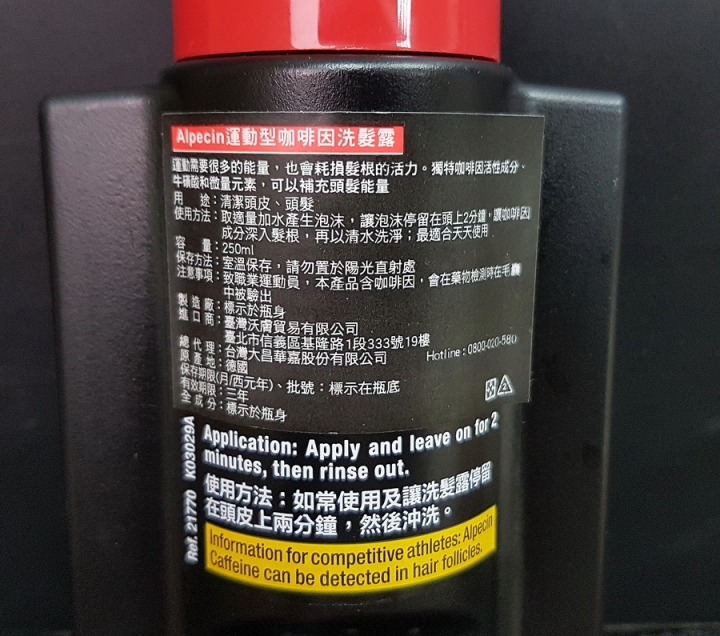 Alpecin運動型咖啡因洗髮露
運動需要很多的能量，也會耗損髮根的活力。獨特咖啡因活性成分、
牛磺酸和微量元素，可以補充頭髮能量
用　途：清潔頭皮、頭髮
使用方法：取適量加水產生泡沫，讓泡沫停留在頭上2分鐘，讓咖啡因
成分深入髮根，再以清水洗淨；最適合天天使用
容　量：250ml
保存方法：室溫保存，請勿置於陽光直射處
注意事項：致職業運動員，本產品含咖啡因，會在藥物檢測時在毛囊
中被驗出
製造廠：標示於瓶身
進口商：臺灣沃膚貿易有限公司
臺北市信義區基隆路1段333號19樓
總代理：台灣大昌華嘉股份有限公司 Hotline：0800-020-580
原產地：德國
保存期限(月/西元年)、批號：標示在瓶底
有效期限：三年
全成分：標示於瓶身
Application: Apply and leave on for 2
minutes, then rinse out.
使用方法：如常使用及讓洗髮露停留
在頭皮上兩分鐘，然後沖洗。
Information for competitive athletes: Alpecin
Caffeine can be detected in hair follicles.
Ref. 21770 K03029A